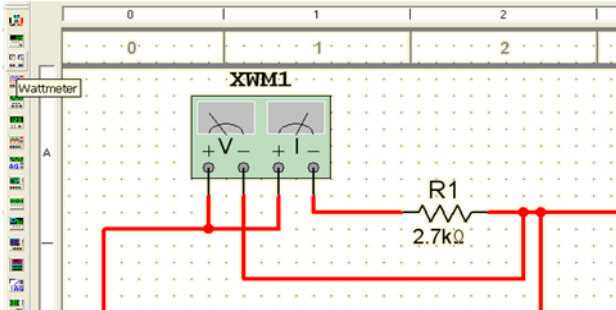 0 1 2
0 1 2
XWM1
Wattmeter
+ V - + I -
A
R1
2.7kΩ